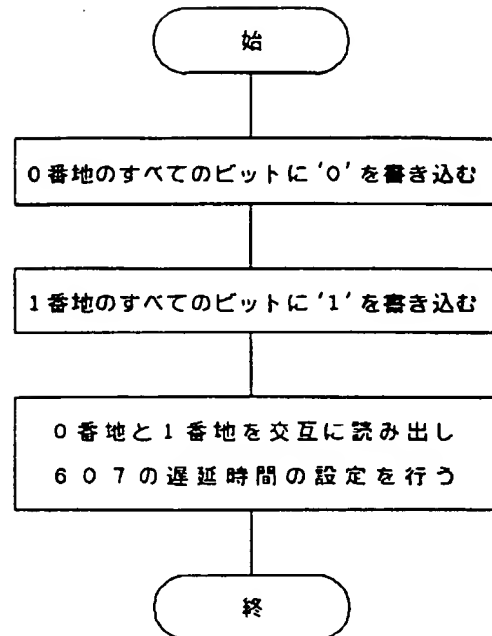 始
0番地のすべてのビットに'0'を書き込む
1番地のすべてのビットに'1'を書き込む
0番地と1番地を交互に読み出し
607の遅延時間の設定を行う
終